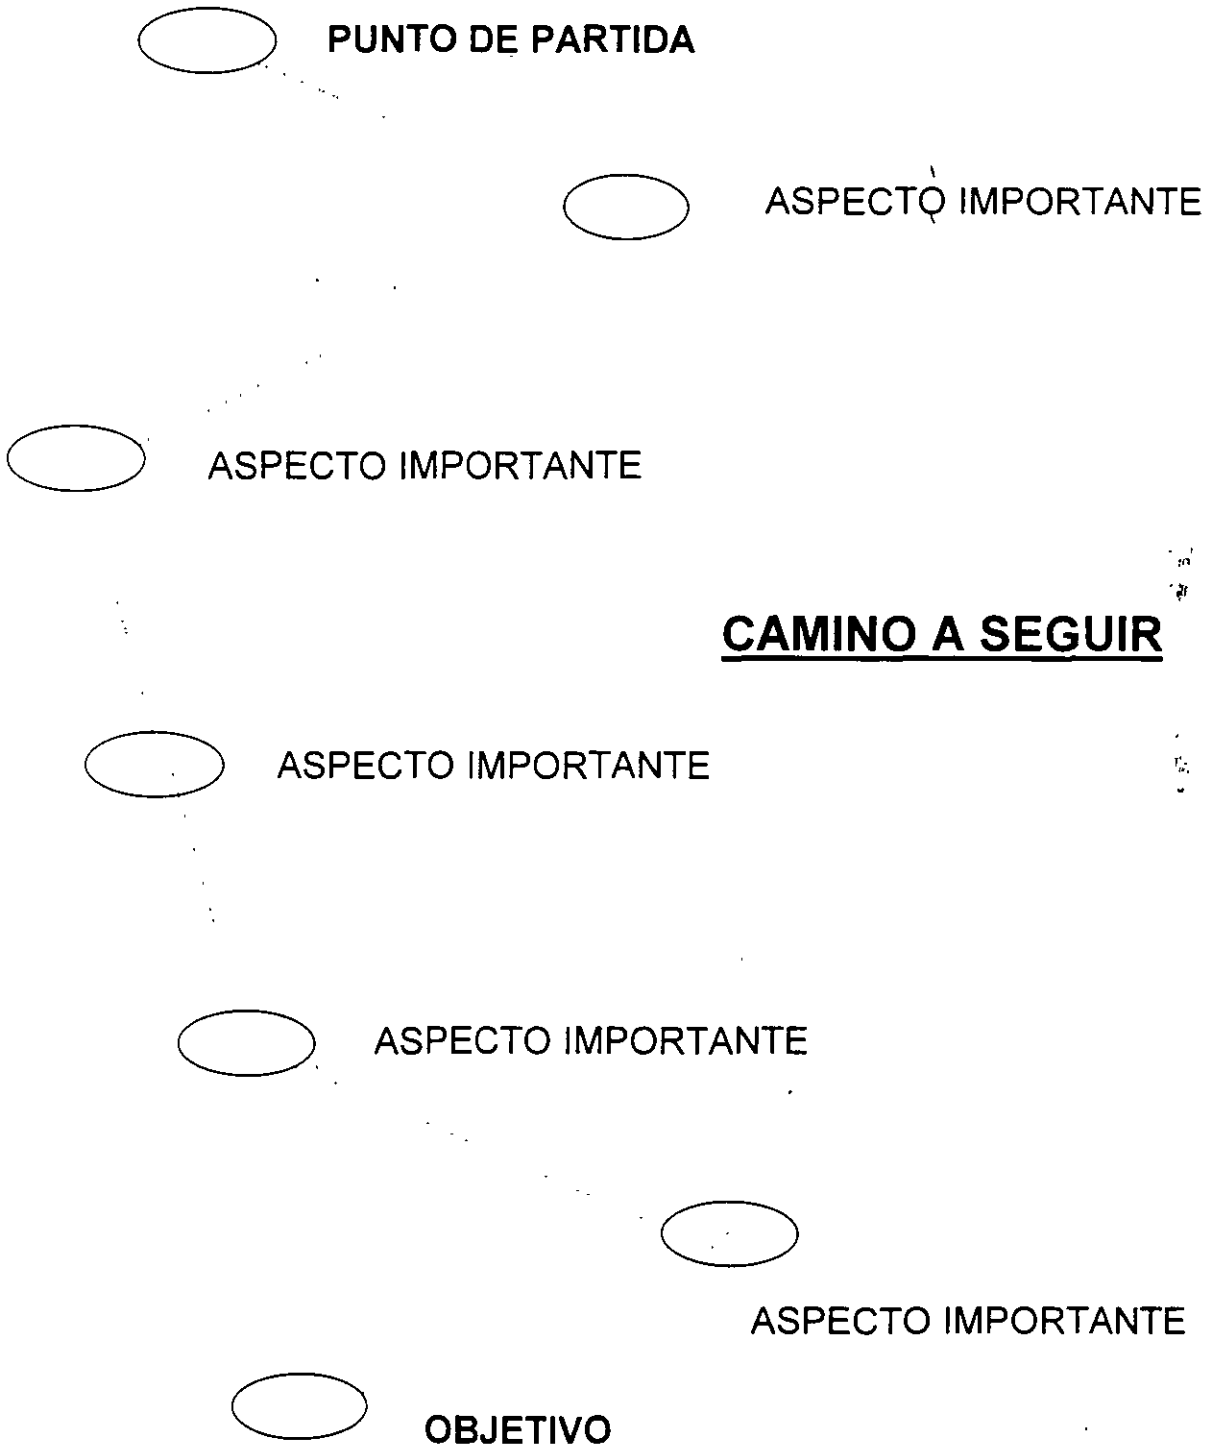 PUNTO DE PARTIDA
ASPECTO IMPORTANTE
ASPECTO IMPORTANTE
CAMINO A SEGUIR
ASPECTO IMPORTANTE
ASPECTO IMPORTANTE
ASPECTO IMPORTANTE
OBJETIVO